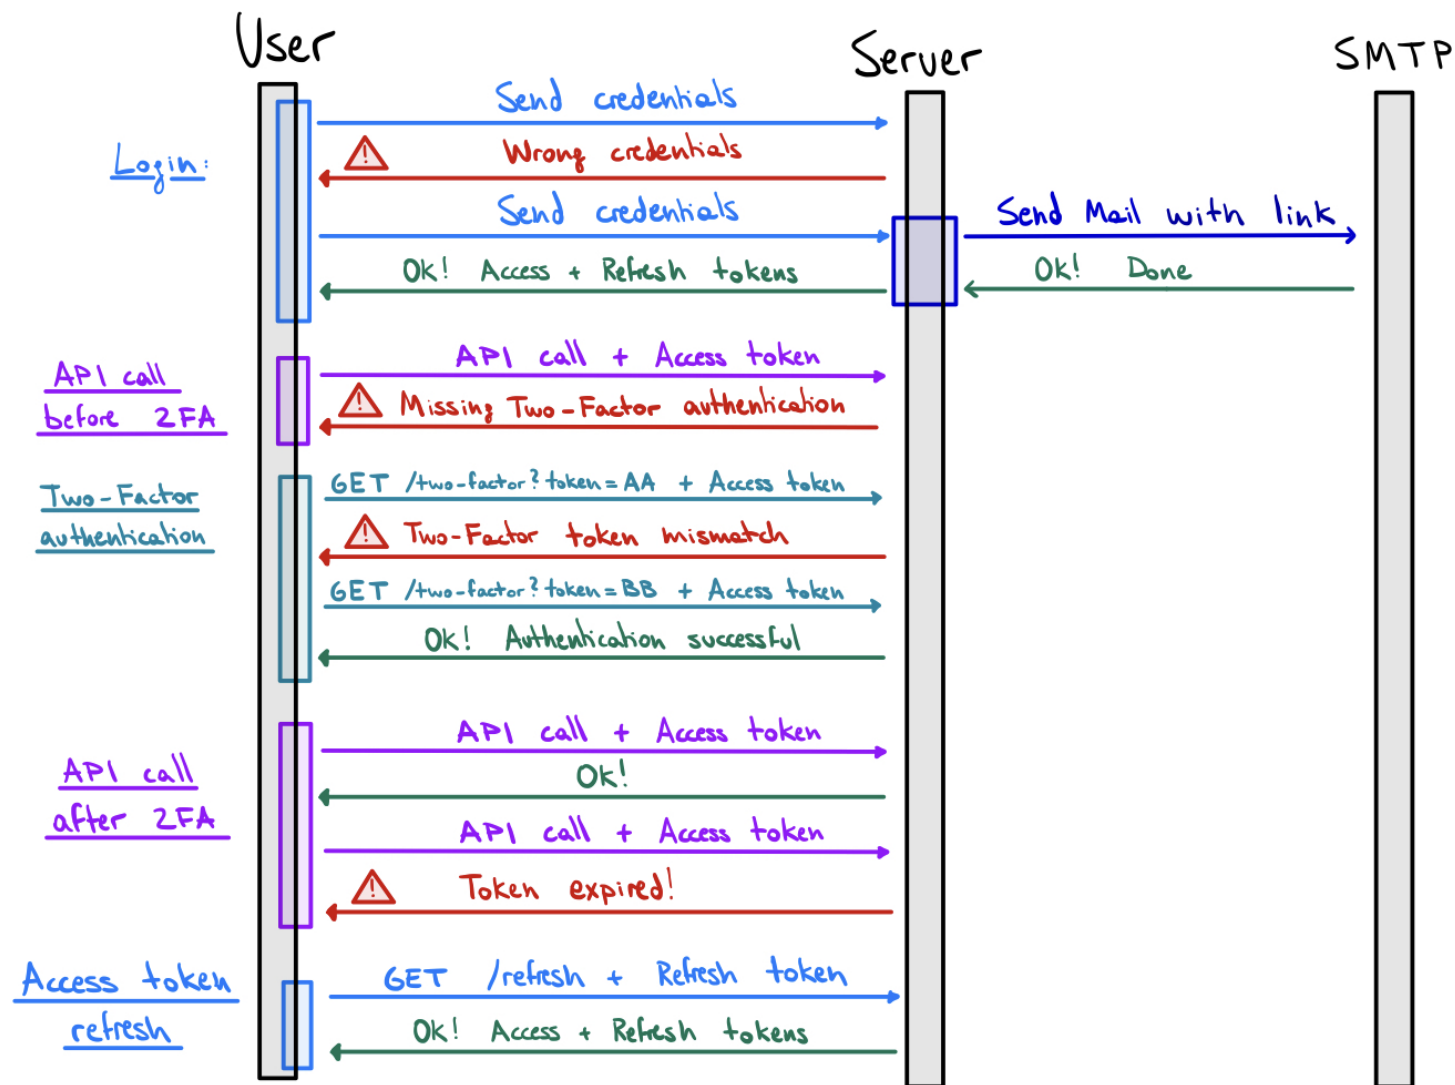 User
Server
SMTP
Login:
Send credentials
Wrong credentials
Send credentials
Send Mail with link
Ok! Access + Refresh tokens
Ok! Done
API call
before 2FA
API call + Access token
Missing Two-Factor authentication
Two-Factor
authentication
GET /two-factor?token=AA + Access token
Two-Factor token mismatch
GET /two-factor?token=BB + Access token
Ok! Authentication successful
API call
after 2FA
API call + Access token
Ok!
API call + Access token
Token expired!
Access token
refresh
GET /refresh + Refresh token
Ok! Access + Refresh tokens